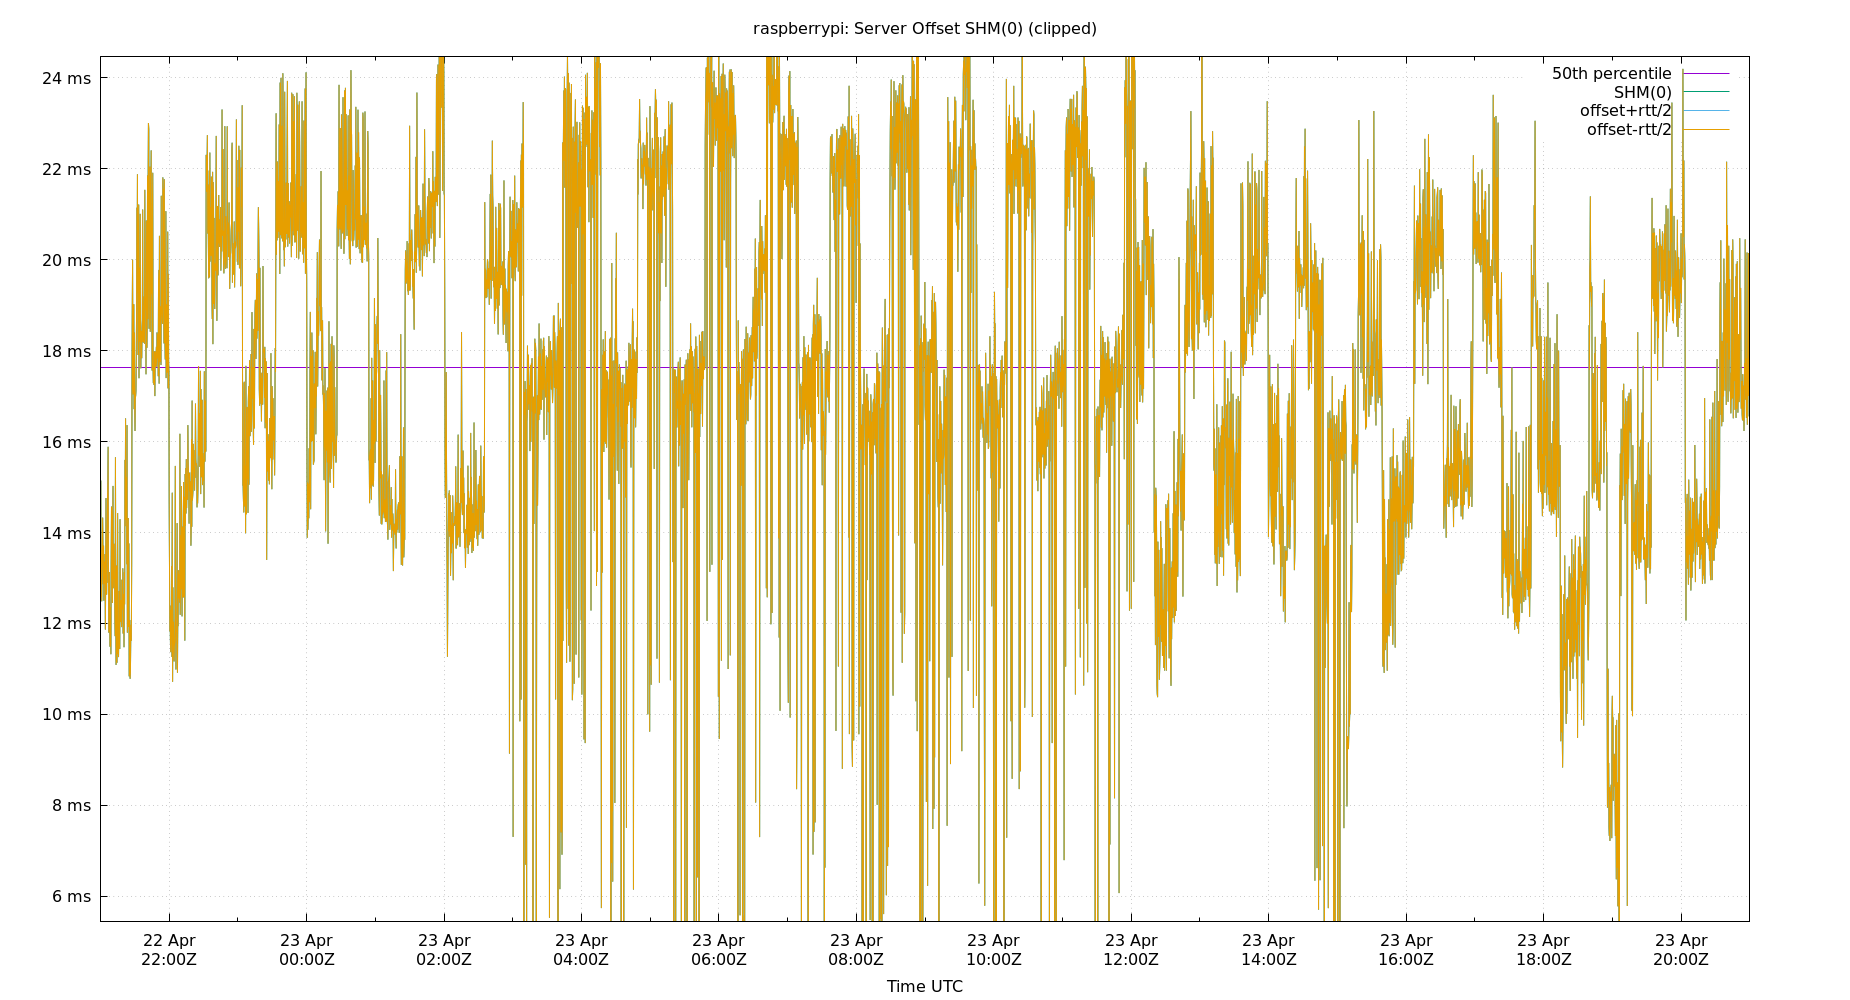 raspberrypi: Server Offset SHM(0) (clipped)
50th percentile
SHM(0)
offset+rtt/2
offset-rtt/2
24 ms
22 ms
20 ms
18 ms
16 ms
14 ms
12 ms
10 ms
8 ms
6 ms
22 Apr 23 Apr 23 Apr 23 Apr 23 Apr 23 Apr 23 Apr 23 Apr 23 Apr 23 Apr 23 Apr 23 Apr
22:00Z 00:00Z 02:00Z 04:00Z 06:00Z 08:00Z 10:00Z 12:00Z 14:00Z 16:00Z 18:00Z 20:00Z
Time UTC